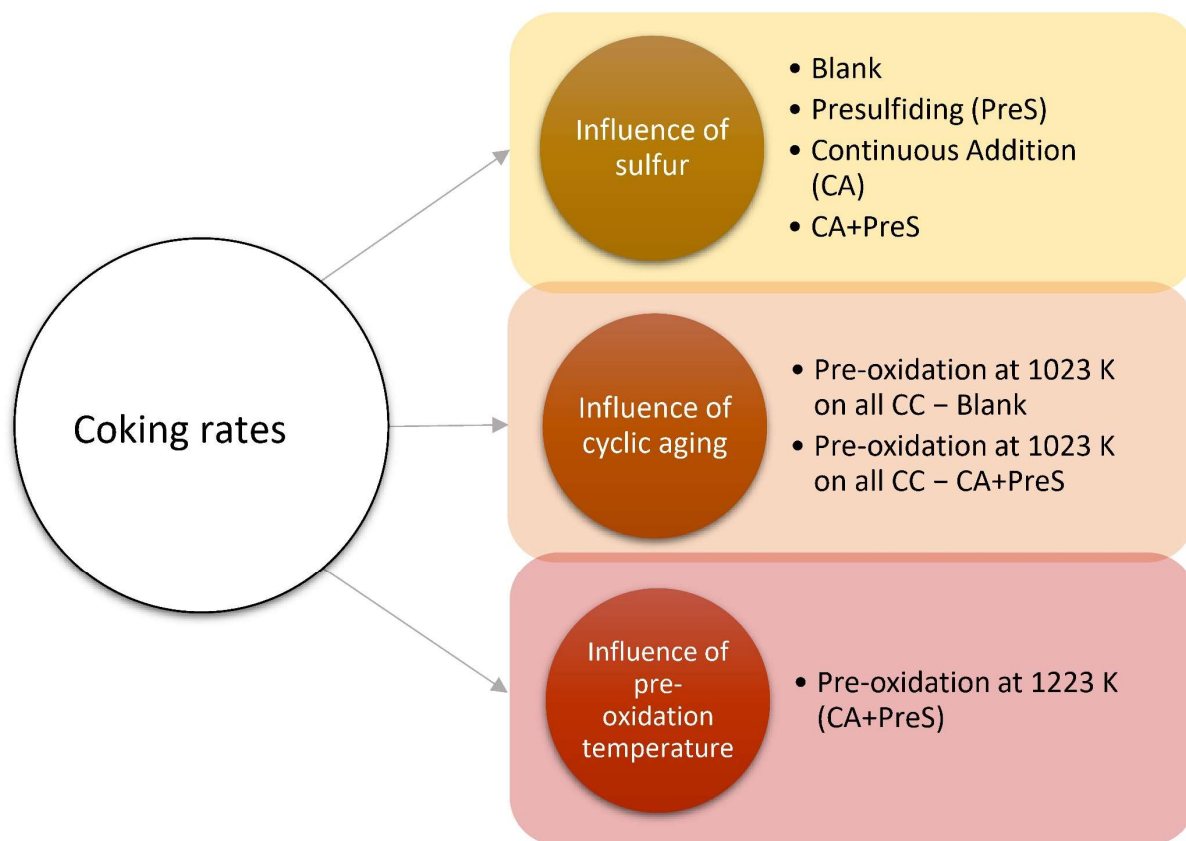 Coking rates
Influence of
sulfur
• Blank
• Presulfiding (PreS)
• Continuous Addition
(CA)
• CA+PreS
Influence of
cyclic aging
• Pre-oxidation at 1023 K
on all CC – Blank
• Pre-oxidation at 1023 K
on all CC – CA+PreS
Influence of
pre-
oxidation
temperature
• Pre-oxidation at 1223 K
(CA+PreS)